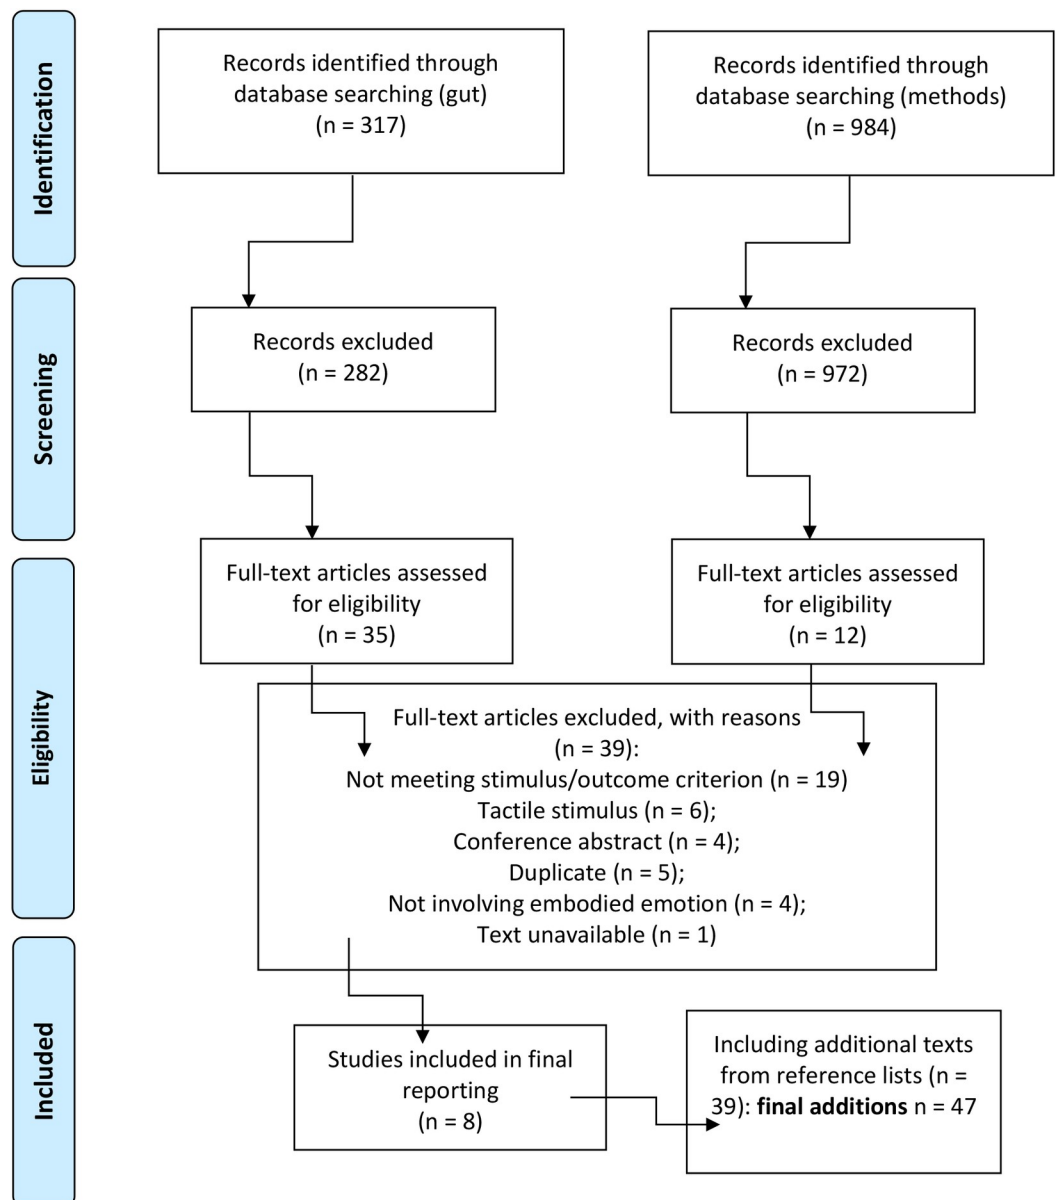 Identification
Records identified through
database searching (gut)
(n = 317)
Records identified through
database searching (methods)
(n = 984)
Screening
Records excluded
(n = 282)
Records excluded
(n = 972)
Eligibility
Full-text articles assessed
for eligibility
(n = 35)
Full-text articles assessed
for eligibility
(n = 12)
Full-text articles excluded, with reasons
(n = 39):
Not meeting stimulus/outcome criterion (n = 19)
Tactile stimulus (n = 6);
Conference abstract (n = 4);
Duplicate (n = 5);
Not involving embodied emotion (n = 4);
Text unavailable (n = 1)
Included
Studies included in final
reporting
(n = 8)
Including additional texts
from reference lists (n =
39): final additions n = 47